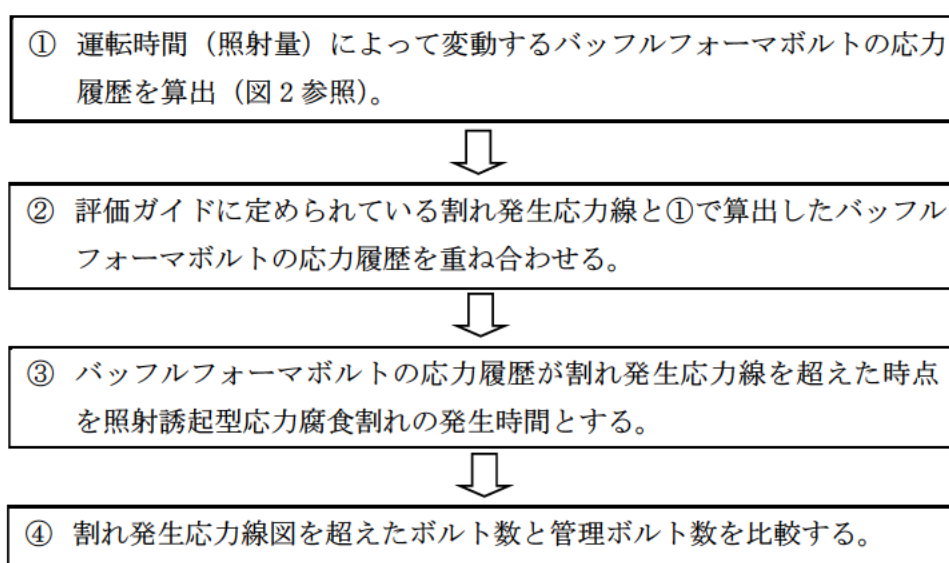 ① 運転時間（照射量）によって変動するバッフルフォーマボルトの応力
履歴を算出（図2参照）。
② 評価ガイドに定められている割れ発生応力線と①で算出したバッフル
フォーマボルトの応力履歴を重ね合わせる。
③ バッフルフォーマボルトの応力履歴が割れ発生応力線を超えた時点
を照射誘起型応力腐食割れの発生時間とする。
④ 割れ発生応力線図を超えたボルト数と管理ボルト数を比較する。